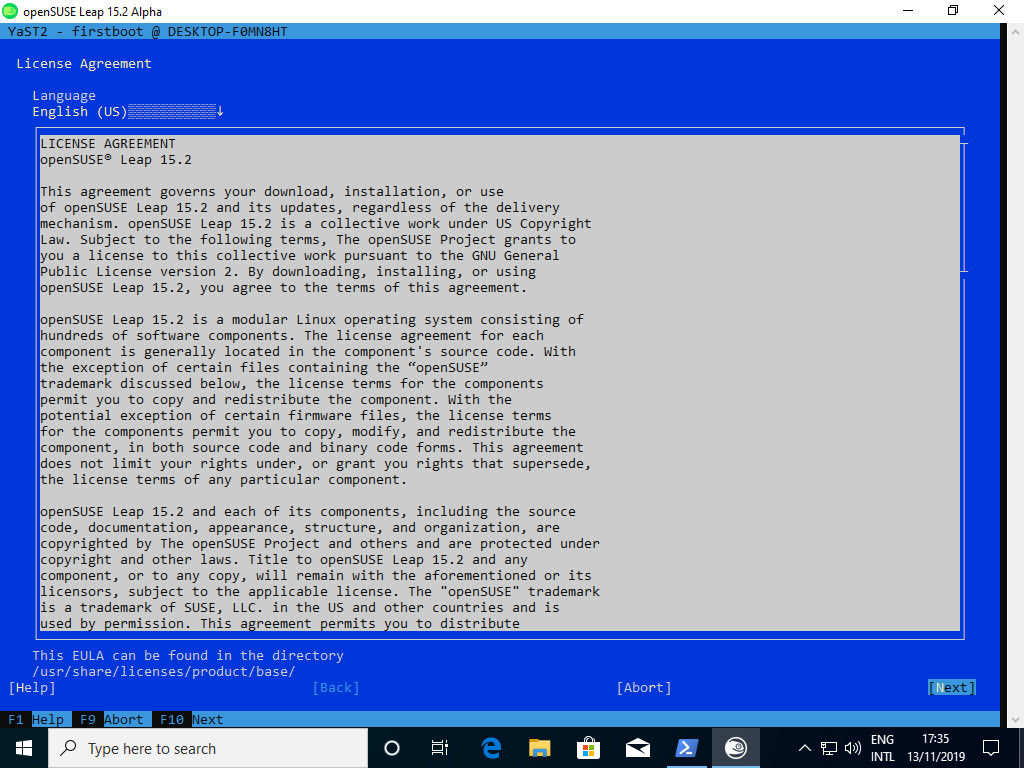 openSUSE Leap 15.2 Alpha
YaST2 - firstboot @ DESKTOP-F0MN8HT
License Agreement
Language
English (US)
LICENSE AGREEMENT
openSUSE® Leap 15.2
This agreement governs your download, installation, or use
of openSUSE Leap 15.2 and its updates, regardless of the delivery
mechanism. openSUSE Leap 15.2 is a collective work under US Copyright
Law. Subject to the following terms, The openSUSE Project grants to
you a license to this collective work pursuant to the GNU General
Public License version 2. By downloading, installing, or using
openSUSE Leap 15.2, you agree to the terms of this agreement.
openSUSE Leap 15.2 is a modular Linux operating system consisting of
hundreds of software components. The license agreement for each
component is generally located in the component's source code. With
the exception of certain files containing the “openSUSE”
trademark discussed below, the license terms for the components
permit you to copy and redistribute the component. With the
potential exception of certain firmware files, the license terms
for the components permit you to copy, modify, and redistribute the
component, in both source code and binary code forms. This agreement
does not limit your rights under, or grant you rights that supersede,
the license terms of any particular component.
openSUSE Leap 15.2 and each of its components, including the source
code, documentation, appearance, structure, and organization, are
copyrighted by The openSUSE Project and others and are protected under
copyright and other laws. Title to openSUSE Leap 15.2 and any
component, or to any copy, will remain with the aforementioned or its
licensors, subject to the applicable license. The "openSUSE" trademark
is a trademark of SUSE, LLC. in the US and other countries and is
used by permission. This agreement permits you to distribute
This EULA can be found in the directory
/usr/share/licenses/product/base/
[Help] [Back] [Abort] [Next]
F1 Help F9 Abort F10 Next
Type here to search
ENG
INTL
17:35
13/11/2019